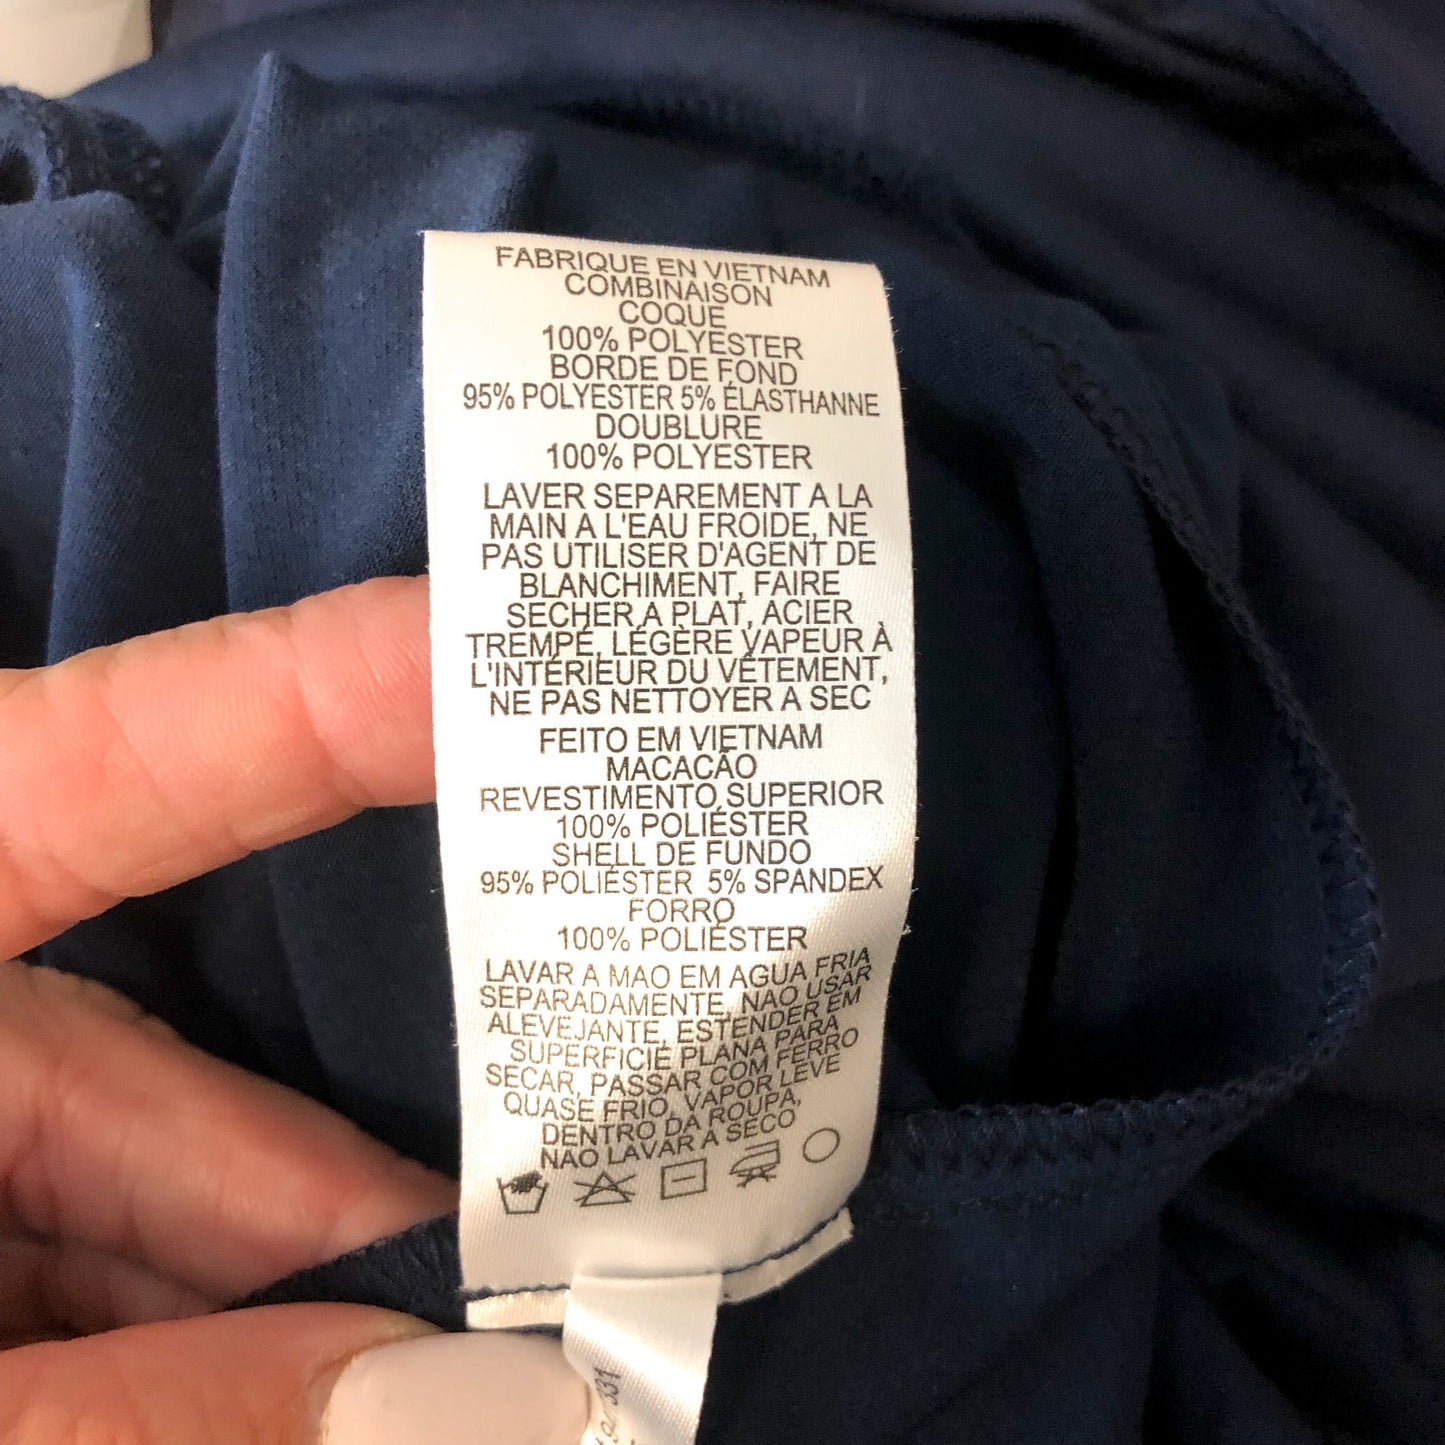 FABRIQUE EN VIETNAM
COMBINAISON
COQUE
100% POLYESTER
BORDE DE FOND
95% POLYESTER 5% ÉLASTHANNE
DOUBLURE
100% POLYESTER
LAVER SEPAREMENT A LA
MAIN A L'EAU FROIDE, NE
PAS UTILISER D'AGENT DE
BLANCHIMENT, FAIRE
SECHER A PLAT, ACIER
TREMPÉ, LÉGÈRE VAPEUR À
L'INTÉRIEUR DU VÊTEMENT,
NE PAS NETTOYER A SEC
FEITO EM VIETNAM
MACACÃO
REVESTIMENTO SUPERIOR
100% POLIÉSTER
SHELL DE FUNDO
95% POLIÉSTER 5% SPANDEX
FORRO
100% POLIÉSTER
LAVAR A MAO EM AGUA FRIA
SEPARADAMENTE, NAO USAR
ALEVEJANTE, ESTENDER EM
SUPERFICIE PLANA PARA
SECAR, PASSAR COM FERRO
QUASE FRIO, VAPOR LEVE
DENTRO DA ROUPA,
NAO LAVAR A SECO